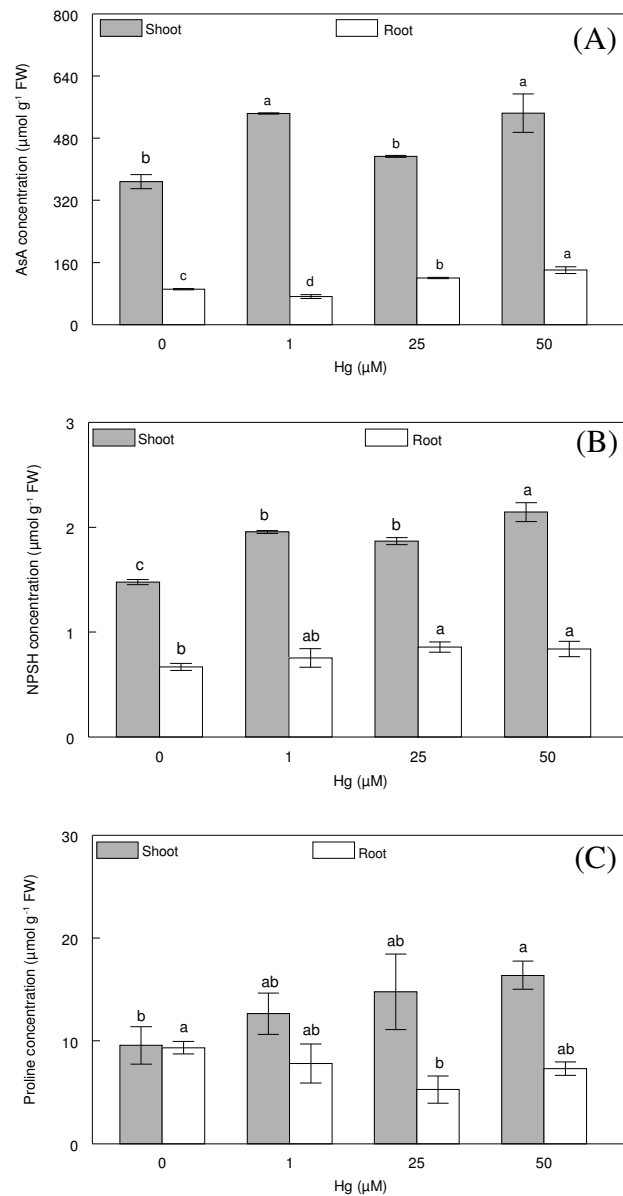 800
Shoot
Root
(A)
a
a
640
AsA concentration (µmol g-1 FW)
480
b
b
320
160
c
d
b
a
0
0
1
25
50
Hg (µM)
3
Shoot
Root
(B)
a
b
b
2
NPSH concentration (µmol g-1 FW)
c
1
b
ab
a
a
0
0
1
25
50
Hg (µM)
30
Shoot
Root
(C)
20
Proline concentration (µmol g-1 FW)
ab
a
ab
b
a
ab
10
b
ab
0
0
1
25
50
Hg (µM)